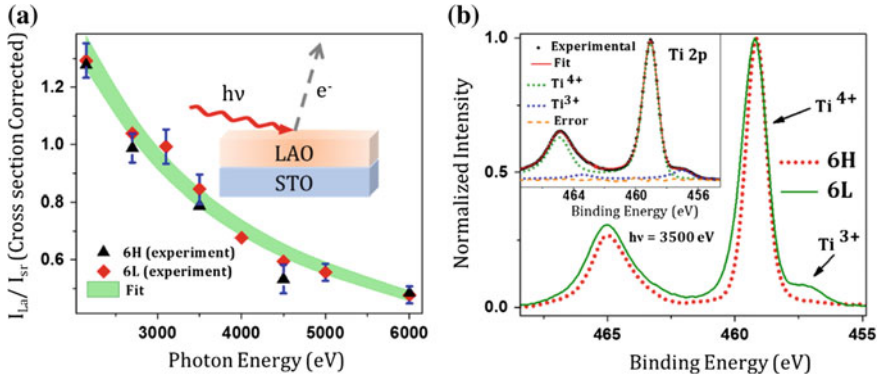 (a)
I_La/ I_sr (Cross section Corrected)
1.2
1.0
0.8
0.6
hν
e-
LAO
STO
6H (experiment)
6L (experiment)
Fit
3000
4000
5000
6000
Photon Energy (eV)
(b)
Normalized Intensity
1.0
0.5
0.0
Experimental
Fit
Ti 4+
Ti3+
Error
Ti 2p
464
460
456
Binding Energy (eV)
hν = 3500 eV
Ti 4+
6H
6L
Ti 3+
465
460
455
Binding Energy (eV)